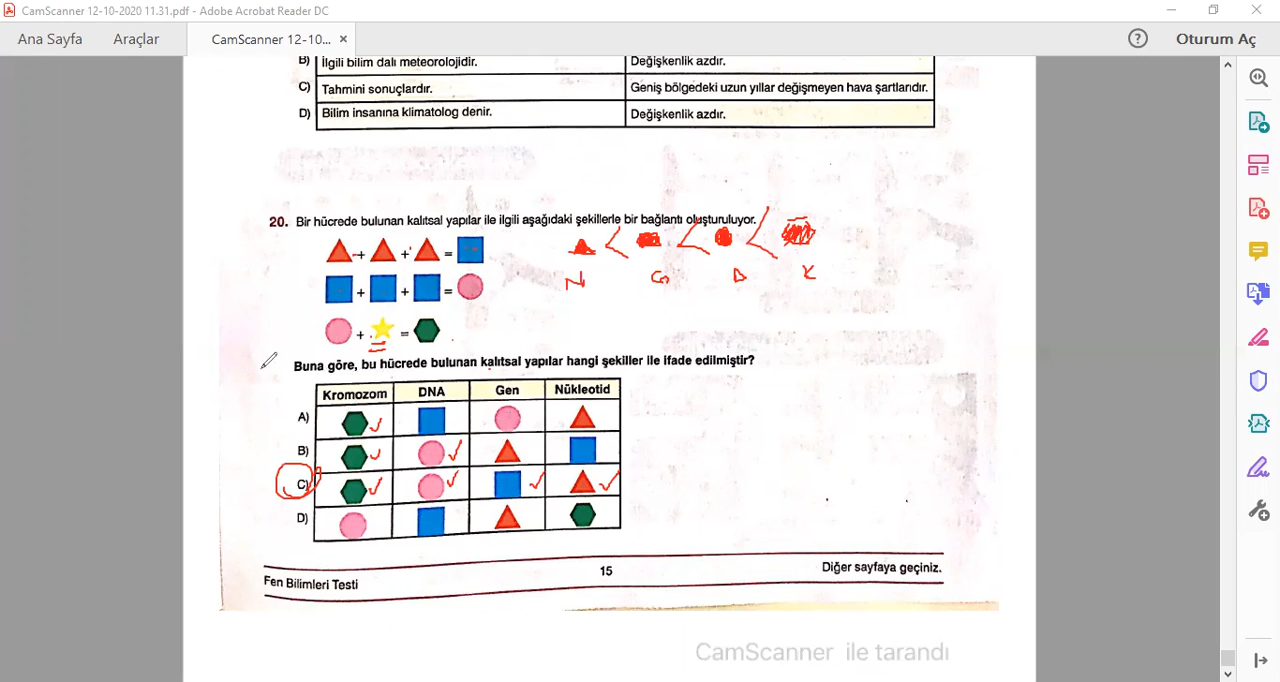 CamScanner 12-10-2020 11.31.pdf - Adobe Acrobat Reader DC
Ana Sayfa Araçlar CamScanner 12-10... × ? Oturum Aç
B) İlgili bilim dalı meteorolojidir. Değişkenlik azdır.
C) Tahmini sonuçlardır. Geniş bölgedeki uzun yıllar değişmeyen hava şartlarıdır.
D) Bilim insanına klimatolog denir. Değişkenlik azdır.
20. Bir hücrede bulunan kalıtsal yapılar ile ilgili aşağıdaki şekillerle bir bağlantı oluşturuluyor.
+ + =
< < <
+ + =
N G D K
+ =
Buna göre, bu hücrede bulunan kalıtsal yapılar hangi şekiller ile ifade edilmiştir?
Kromozom DNA Gen Nükleotid
A)
B)
C)
D)
15
Fen Bilimleri Testi
Diğer sayfaya geçiniz.
CamScanner ile tarandı